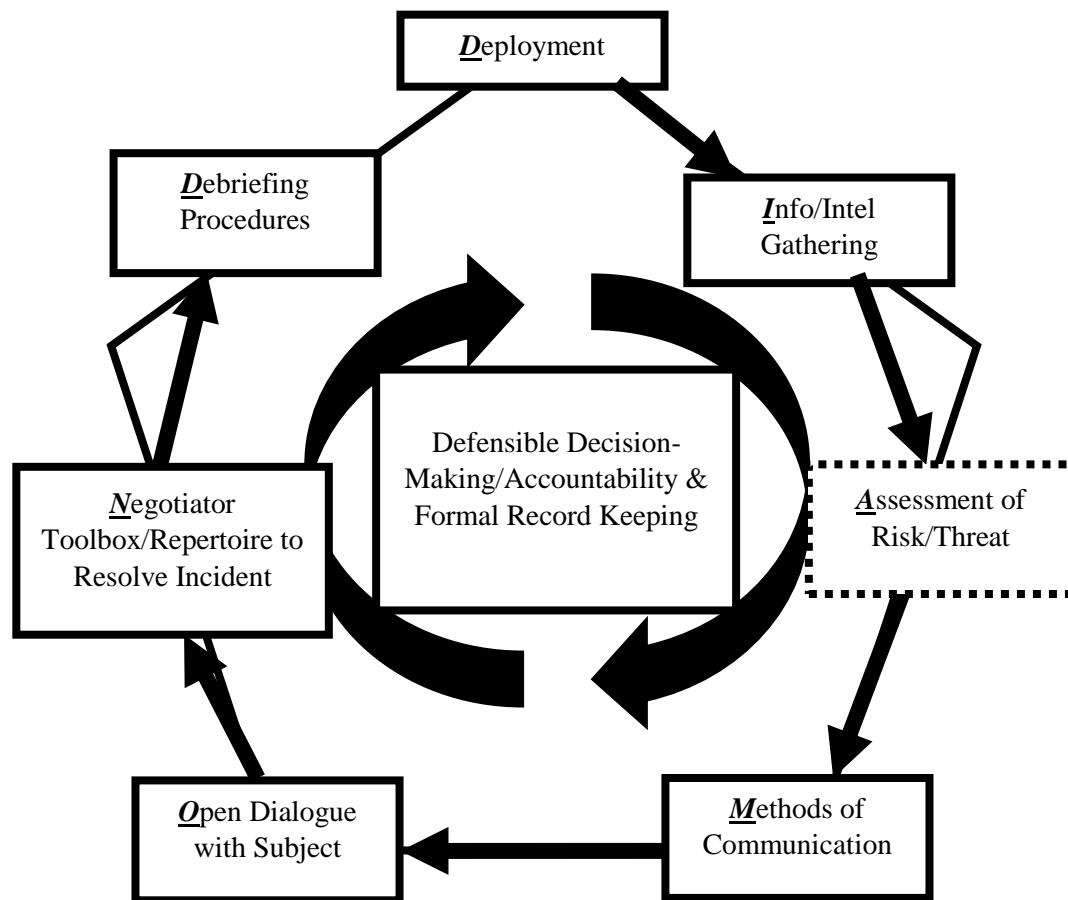 Deployment
Info/Intel
Gathering
Assessment of
Risk/Threat
Methods of
Communication
Open Dialogue
with Subject
Negotiator
Toolbox/Repertoire to
Resolve Incident
Debriefing
Procedures
Defensible Decision-
Making/Accountability &
Formal Record Keeping